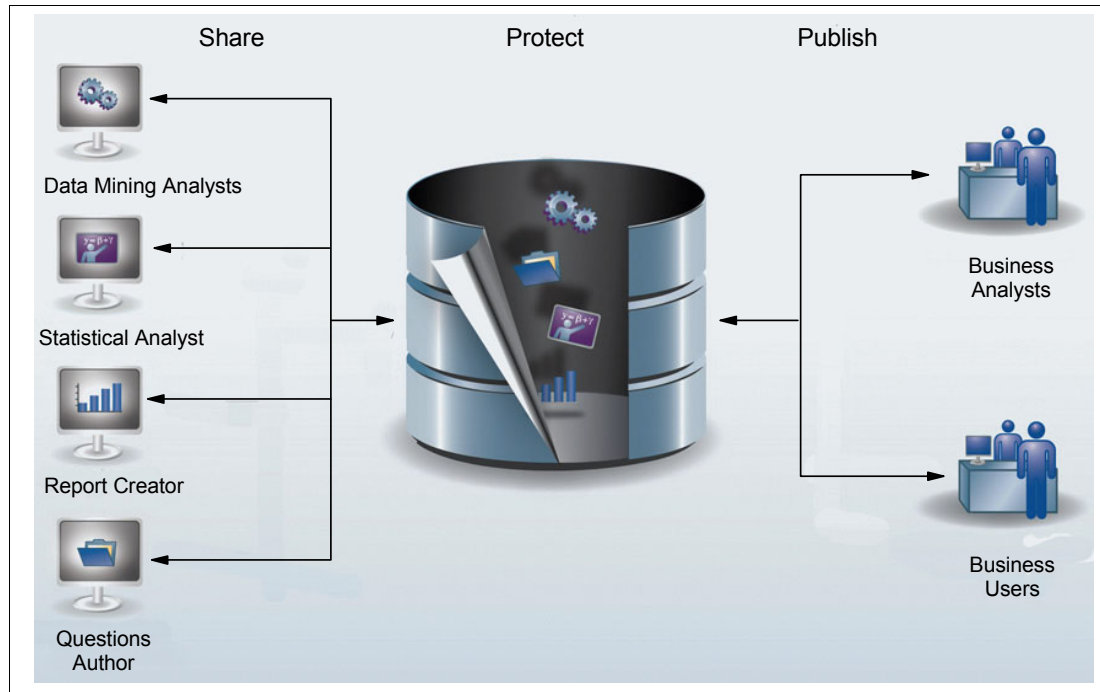 Share
Protect
Publish
Data Mining Analysts
y=β+γ
Statistical Analyst
Report Creator
Questions
Author
y=β+γ
Business
Analysts
Business
Users